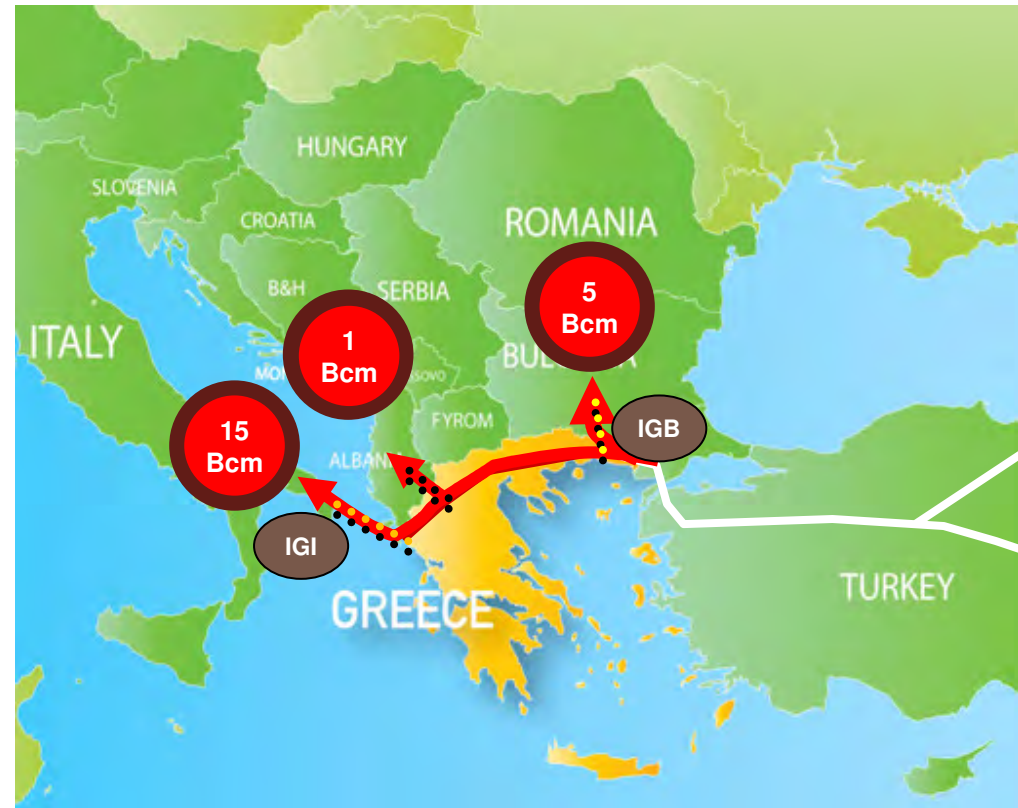 HUNGARY
SLOVENIA
CROATIA
ROMANIA
B&H
SERBIA
5
Bcm
ITALY
1
Bcm
FYROM
IGB
15
Bcm
IGI
TURKEY
GREECE